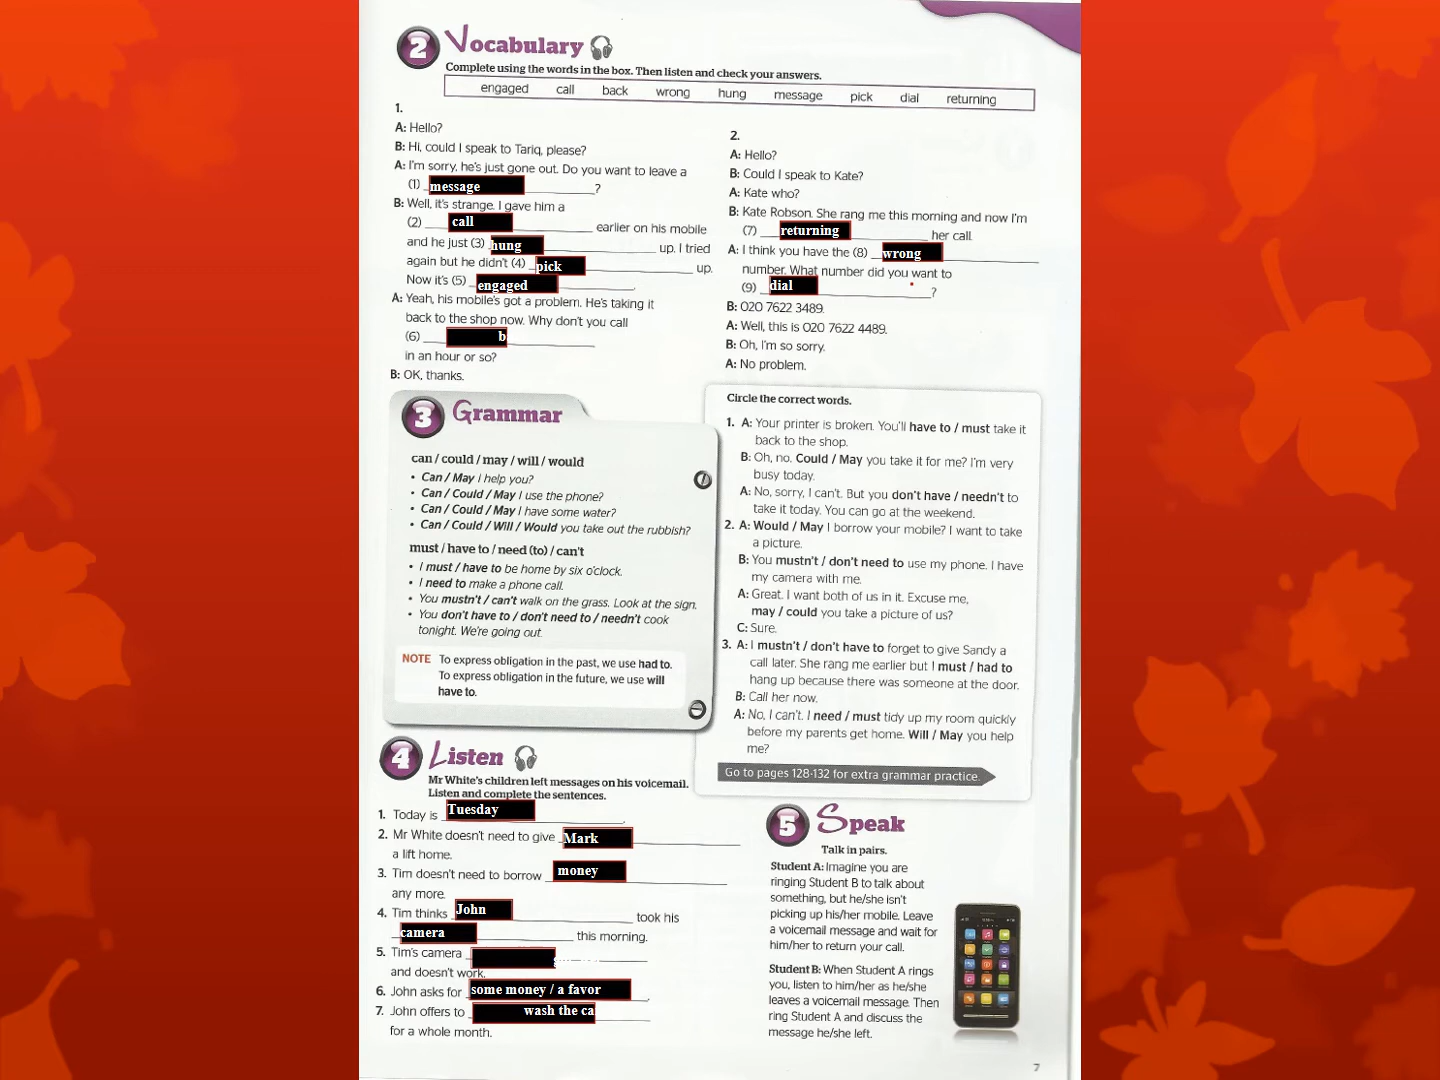 2 Vocabulary
Complete using the words in the box. Then listen and check your answers.
engaged call back wrong hung message pick dial returning
1.
A: Hello?
B: Hi, could I speak to Tariq, please?
A: I'm sorry, he's just gone out. Do you want to leave a
(1) message ?
B: Well, it's strange. I gave him a
(2) call earlier on his mobile
and he just (3) hung up. I tried
again but he didn't (4) pick up.
Now it's (5) engaged .
A: Yeah, his mobile's got a problem. He's taking it
back to the shop now. Why don't you call
(6) b
in an hour or so?
B: OK, thanks.
2.
A: Hello?
B: Could I speak to Kate?
A: Kate who?
B: Kate Robson. She rang me this morning and now I'm
(7) returning her call.
A: I think you have the (8) wrong
number. What number did you want to
(9) dial ?
B: 020 7622 3489.
A: Well, this is 020 7622 4489.
B: Oh, I'm so sorry.
A: No problem.
3 Grammar
can / could / may / will / would
• Can / May I help you?
• Can / Could / May I use the phone?
• Can / Could / May I have some water?
• Can / Could / Will / Would you take out the rubbish?
must / have to / need (to) / can't
• I must / have to be home by six o'clock.
• I need to make a phone call.
• You mustn't / can't walk on the grass. Look at the sign.
• You don't have to / don't need to / needn't cook
tonight. We're going out.
NOTE To express obligation in the past, we use had to.
To express obligation in the future, we use will
have to.
Circle the correct words.
1. A: Your printer is broken. You'll have to / must take it
back to the shop.
B: Oh, no. Could / May you take it for me? I'm very
busy today.
A: No, sorry, I can't. But you don't have / needn't to
take it today. You can go at the weekend.
2. A: Would / May I borrow your mobile? I want to take
a picture.
B: You mustn't / don't need to use my phone. I have
my camera with me.
A: Great. I want both of us in it. Excuse me,
may / could you take a picture of us?
C: Sure.
3. A: I mustn't / don't have to forget to give Sandy a
call later. She rang me earlier but I must / had to
hang up because there was someone at the door.
B: Call her now.
A: No, I can't. I need / must tidy up my room quickly
before my parents get home. Will / May you help
me?
Go to pages 128-132 for extra grammar practice.
4 Listen
Mr White's children left messages on his voicemail.
Listen and complete the sentences.
1. Today is Tuesday .
2. Mr White doesn't need to give Mark
a lift home.
3. Tim doesn't need to borrow money
any more.
4. Tim thinks John took his
camera this morning.
5. Tim's camera
and doesn't work.
6. John asks for some money / a favor .
7. John offers to wash the ca
for a whole month.
5 Speak
Talk in pairs.
Student A: Imagine you are
ringing Student B to talk about
something, but he/she isn't
picking up his/her mobile. Leave
a voicemail message and wait for
him/her to return your call.
Student B: When Student A rings
you, listen to him/her as he/she
leaves a voicemail message. Then
ring Student A and discuss the
message he/she left.
7